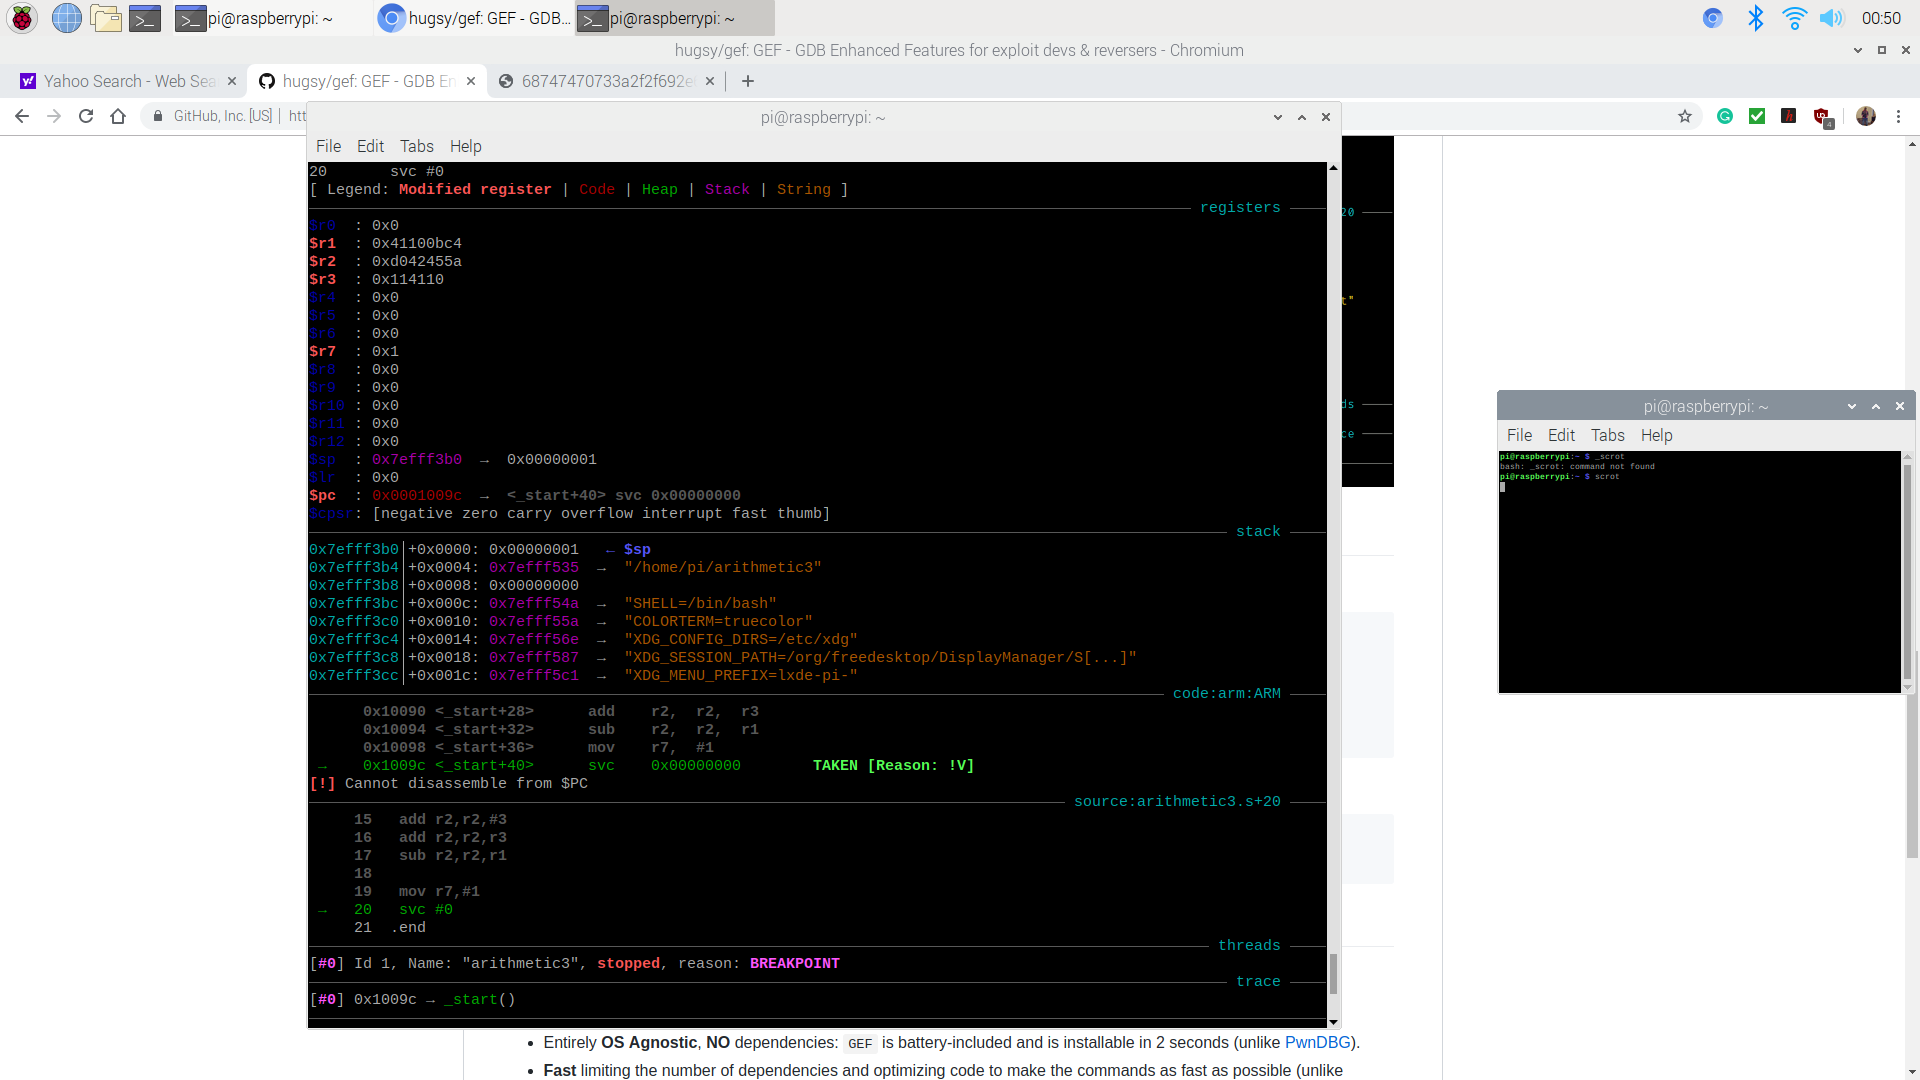 pi@raspberrypi: ~
hugsy/gef: GEF - GDB...
pi@raspberrypi: ~
00:50
hugsy/gef: GEF - GDB Enhanced Features for exploit devs & reversers - Chromium
Yahoo Search - Web Sea
hugsy/gef: GEF - GDB En
68747470733a2f2f692e
GitHub, Inc. [US] | htt
4
pi@raspberrypi: ~
File Edit Tabs Help
20 svc #0
[ Legend: Modified register | Code | Heap | Stack | String ]
registers
$r0 : 0x0
$r1 : 0x41100bc4
$r2 : 0xd042455a
$r3 : 0x114110
$r4 : 0x0
$r5 : 0x0
$r6 : 0x0
$r7 : 0x1
$r8 : 0x0
$r9 : 0x0
$r10 : 0x0
$r11 : 0x0
$r12 : 0x0
$sp : 0x7efff3b0 → 0x00000001
$lr : 0x0
$pc : 0x0001009c → <_start+40> svc 0x00000000
$cpsr: [negative zero carry overflow interrupt fast thumb]
stack
0x7efff3b0│+0x0000: 0x00000001 ← $sp
0x7efff3b4│+0x0004: 0x7efff535 → "/home/pi/arithmetic3"
0x7efff3b8│+0x0008: 0x00000000
0x7efff3bc│+0x000c: 0x7efff54a → "SHELL=/bin/bash"
0x7efff3c0│+0x0010: 0x7efff55a → "COLORTERM=truecolor"
0x7efff3c4│+0x0014: 0x7efff56e → "XDG_CONFIG_DIRS=/etc/xdg"
0x7efff3c8│+0x0018: 0x7efff587 → "XDG_SESSION_PATH=/org/freedesktop/DisplayManager/S[...]"
0x7efff3cc│+0x001c: 0x7efff5c1 → "XDG_MENU_PREFIX=lxde-pi-"
code:arm:ARM
0x10090 <_start+28> add r2, r2, r3
0x10094 <_start+32> sub r2, r2, r1
0x10098 <_start+36> mov r7, #1
→ 0x1009c <_start+40> svc 0x00000000 TAKEN [Reason: !V]
[!] Cannot disassemble from $PC
source:arithmetic3.s+20
15 add r2,r2,#3
16 add r2,r2,r3
17 sub r2,r2,r1
18
19 mov r7,#1
→ 20 svc #0
21 .end
threads
[#0] Id 1, Name: "arithmetic3", stopped, reason: BREAKPOINT
trace
[#0] 0x1009c → _start()
20
t"
ds
ce
pi@raspberrypi: ~
File Edit Tabs Help
pi@raspberrypi:~ $ _scrot
bash: _scrot: command not found
pi@raspberrypi:~ $ scrot
• Entirely OS Agnostic, NO dependencies: GEF is battery-included and is installable in 2 seconds (unlike PwnDBG).
• Fast limiting the number of dependencies and optimizing code to make the commands as fast as possible (unlike